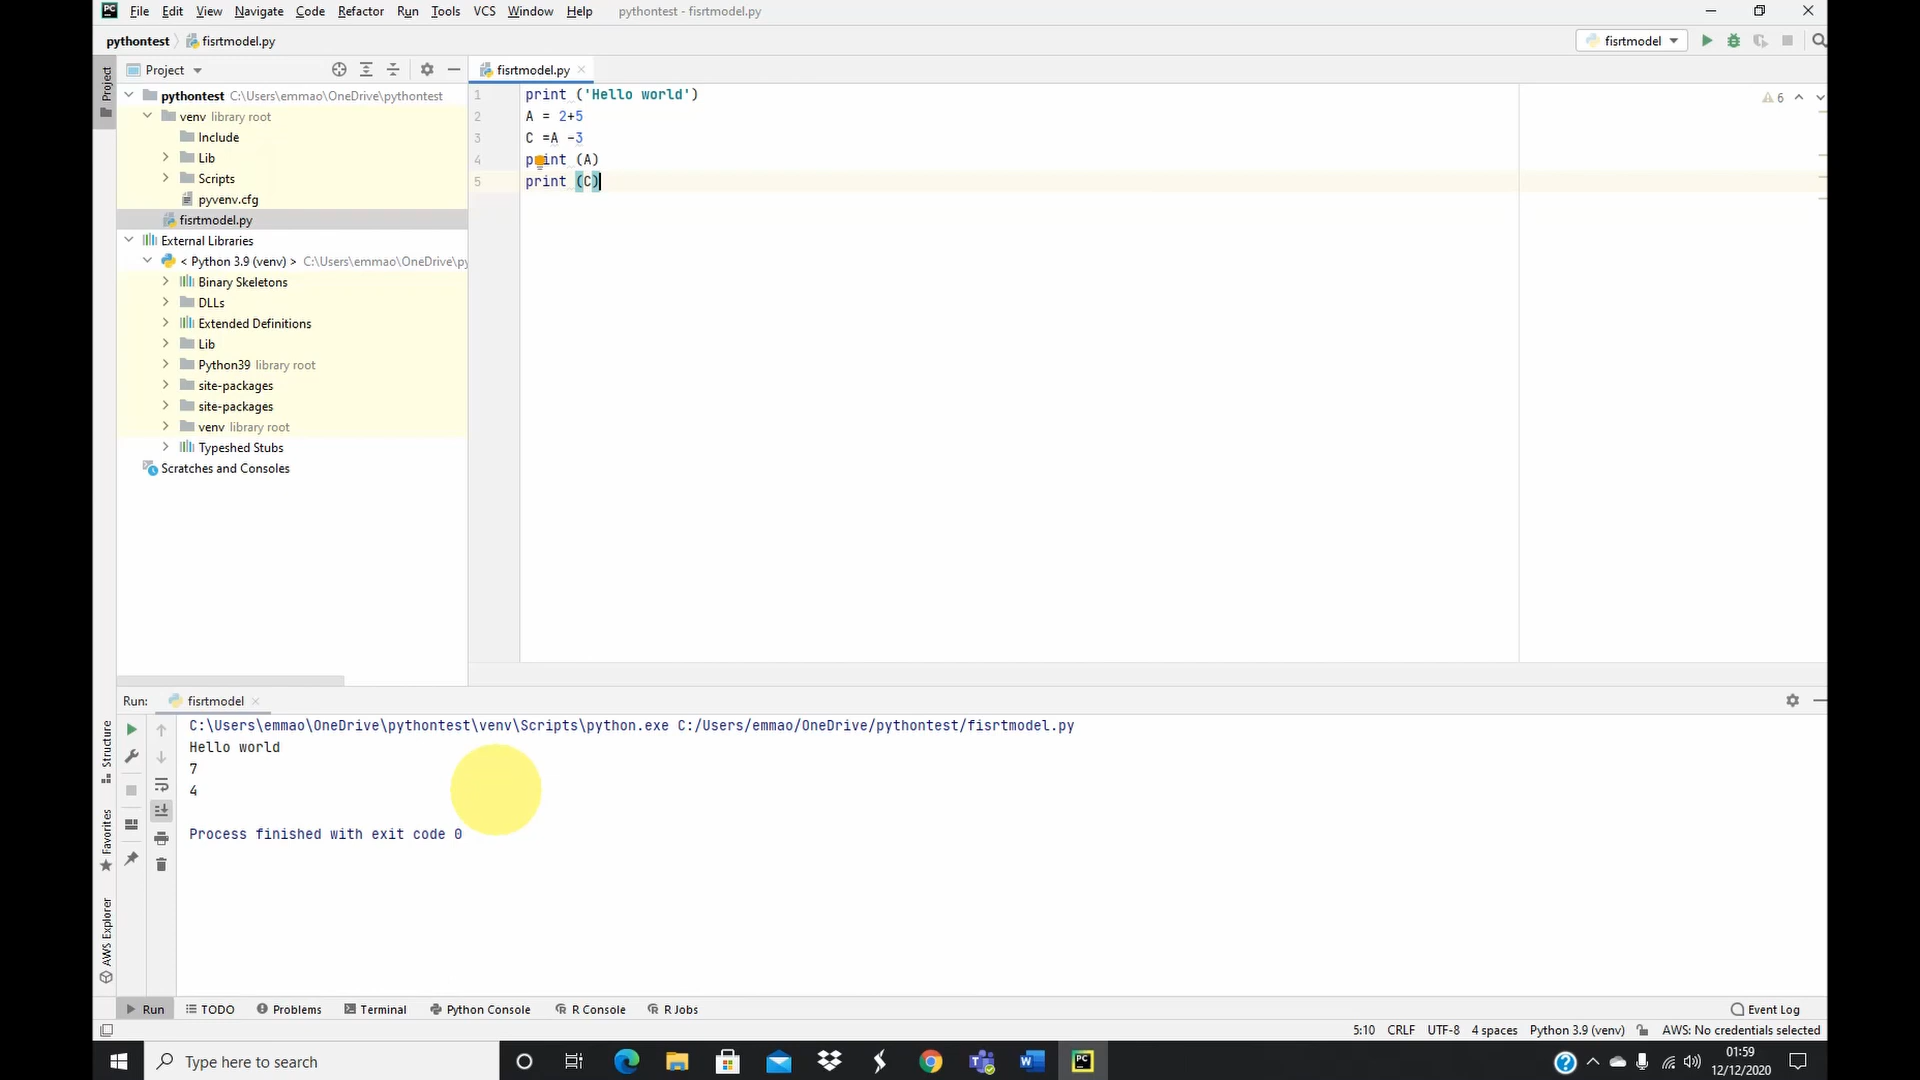 PC File Edit View Navigate Code Refactor Run Tools VCS Window Help pythontest - fisrtmodel.py
pythontest fisrtmodel.py fisrtmodel
Project Project fisrtmodel.py
pythontest C:\Users\emmao\OneDrive\pythontest
venv library root
Include
Lib
Scripts
pyvenv.cfg
fisrtmodel.py
External Libraries
< Python 3.9 (venv) > C:\Users\emmao\OneDrive\py
Binary Skeletons
DLLs
Extended Definitions
Lib
Python39 library root
site-packages
site-packages
venv library root
Typeshed Stubs
Scratches and Consoles
1 print ('Hello world')
2 A = 2+5
3 C =A -3
4 print (A)
5 print (C)
6
Run: fisrtmodel
C:\Users\emmao\OneDrive\pythontest\venv\Scripts\python.exe C:/Users/emmao/OneDrive/pythontest/fisrtmodel.py
Hello world
7
4
Process finished with exit code 0
Structure
Favorites
AWS Explorer
Run TODO Problems Terminal Python Console R Console R Jobs Event Log
5:10 CRLF UTF-8 4 spaces Python 3.9 (venv) AWS: No credentials selected
Type here to search
W
PC
01:59
12/12/2020